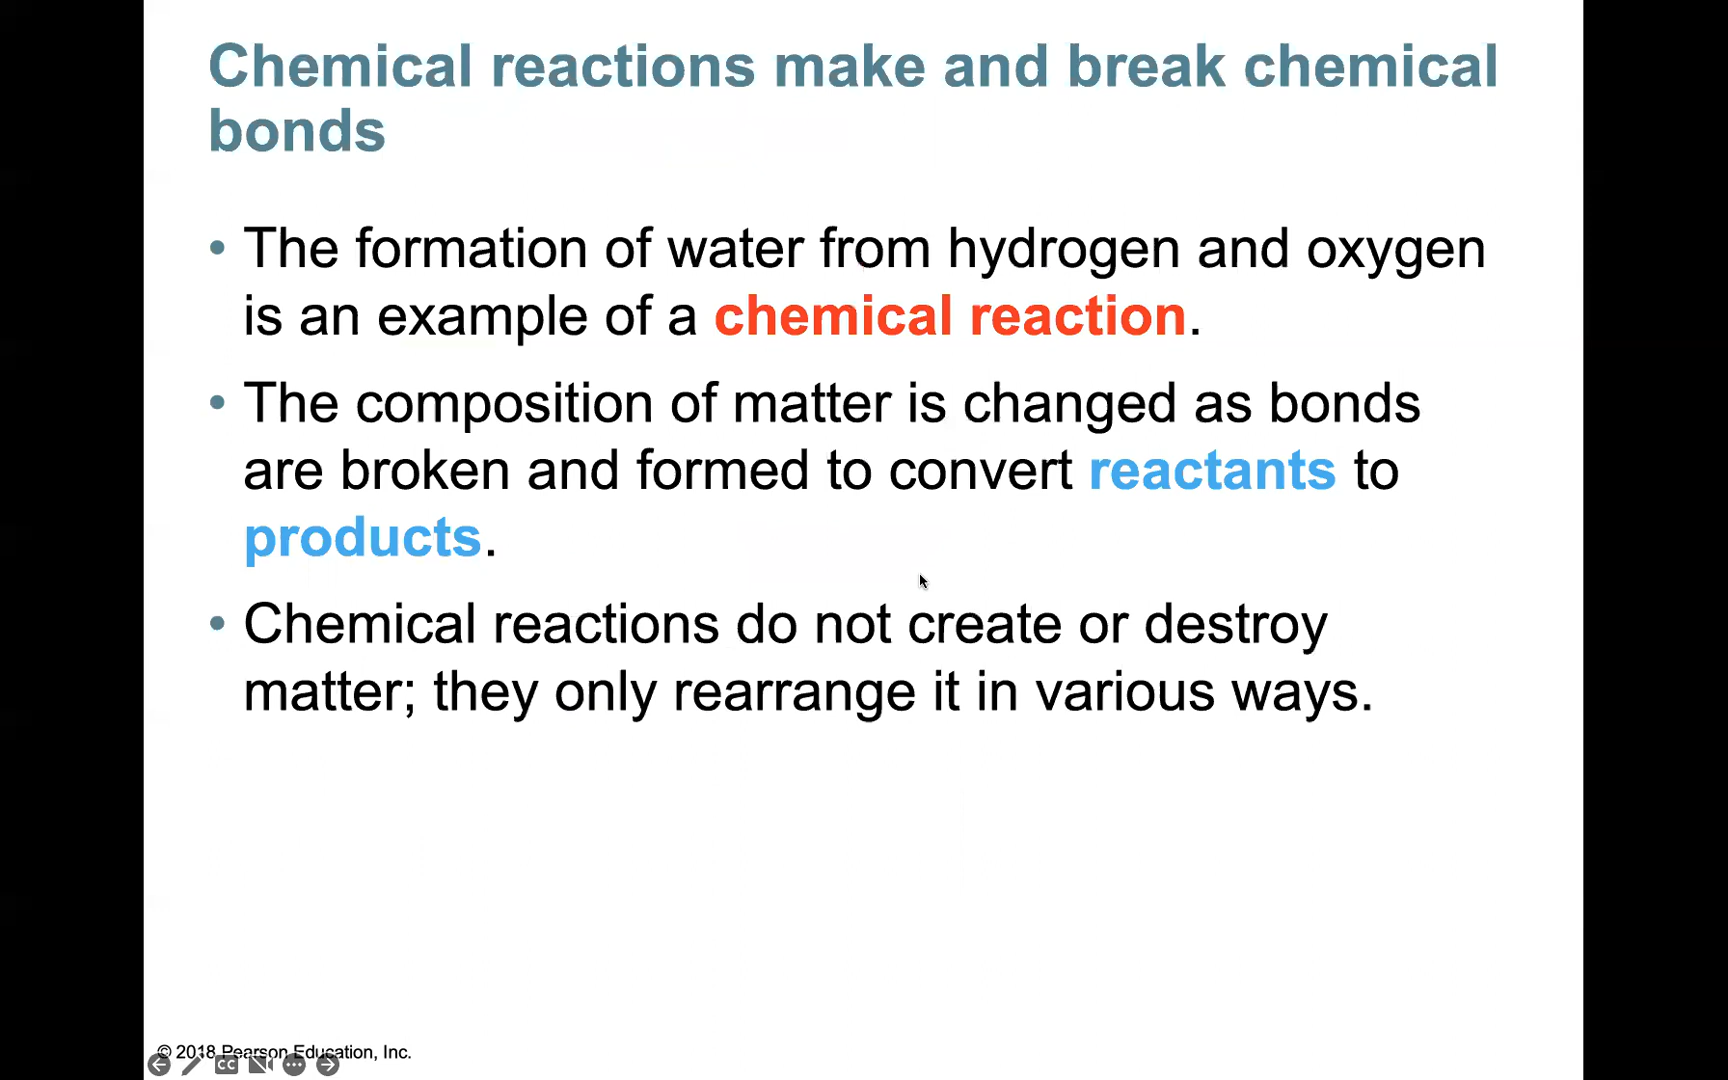 Chemical reactions make and break chemical
bonds
• The formation of water from hydrogen and oxygen
is an example of a chemical reaction.
• The composition of matter is changed as bonds
are broken and formed to convert reactants to
products.
• Chemical reactions do not create or destroy
matter; they only rearrange it in various ways.
© 2018 Pearson Education, Inc.
CC